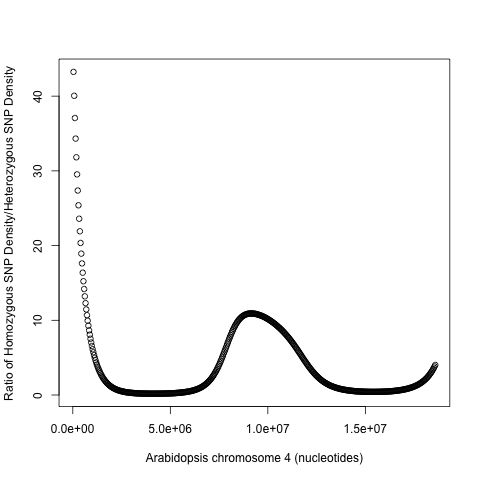 Ratio of Homozygous SNP Density/Heterozygous SNP Density
40
30
20
10
0
0.0e+00 5.0e+06 1.0e+07 1.5e+07
Arabidopsis chromosome 4 (nucleotides)